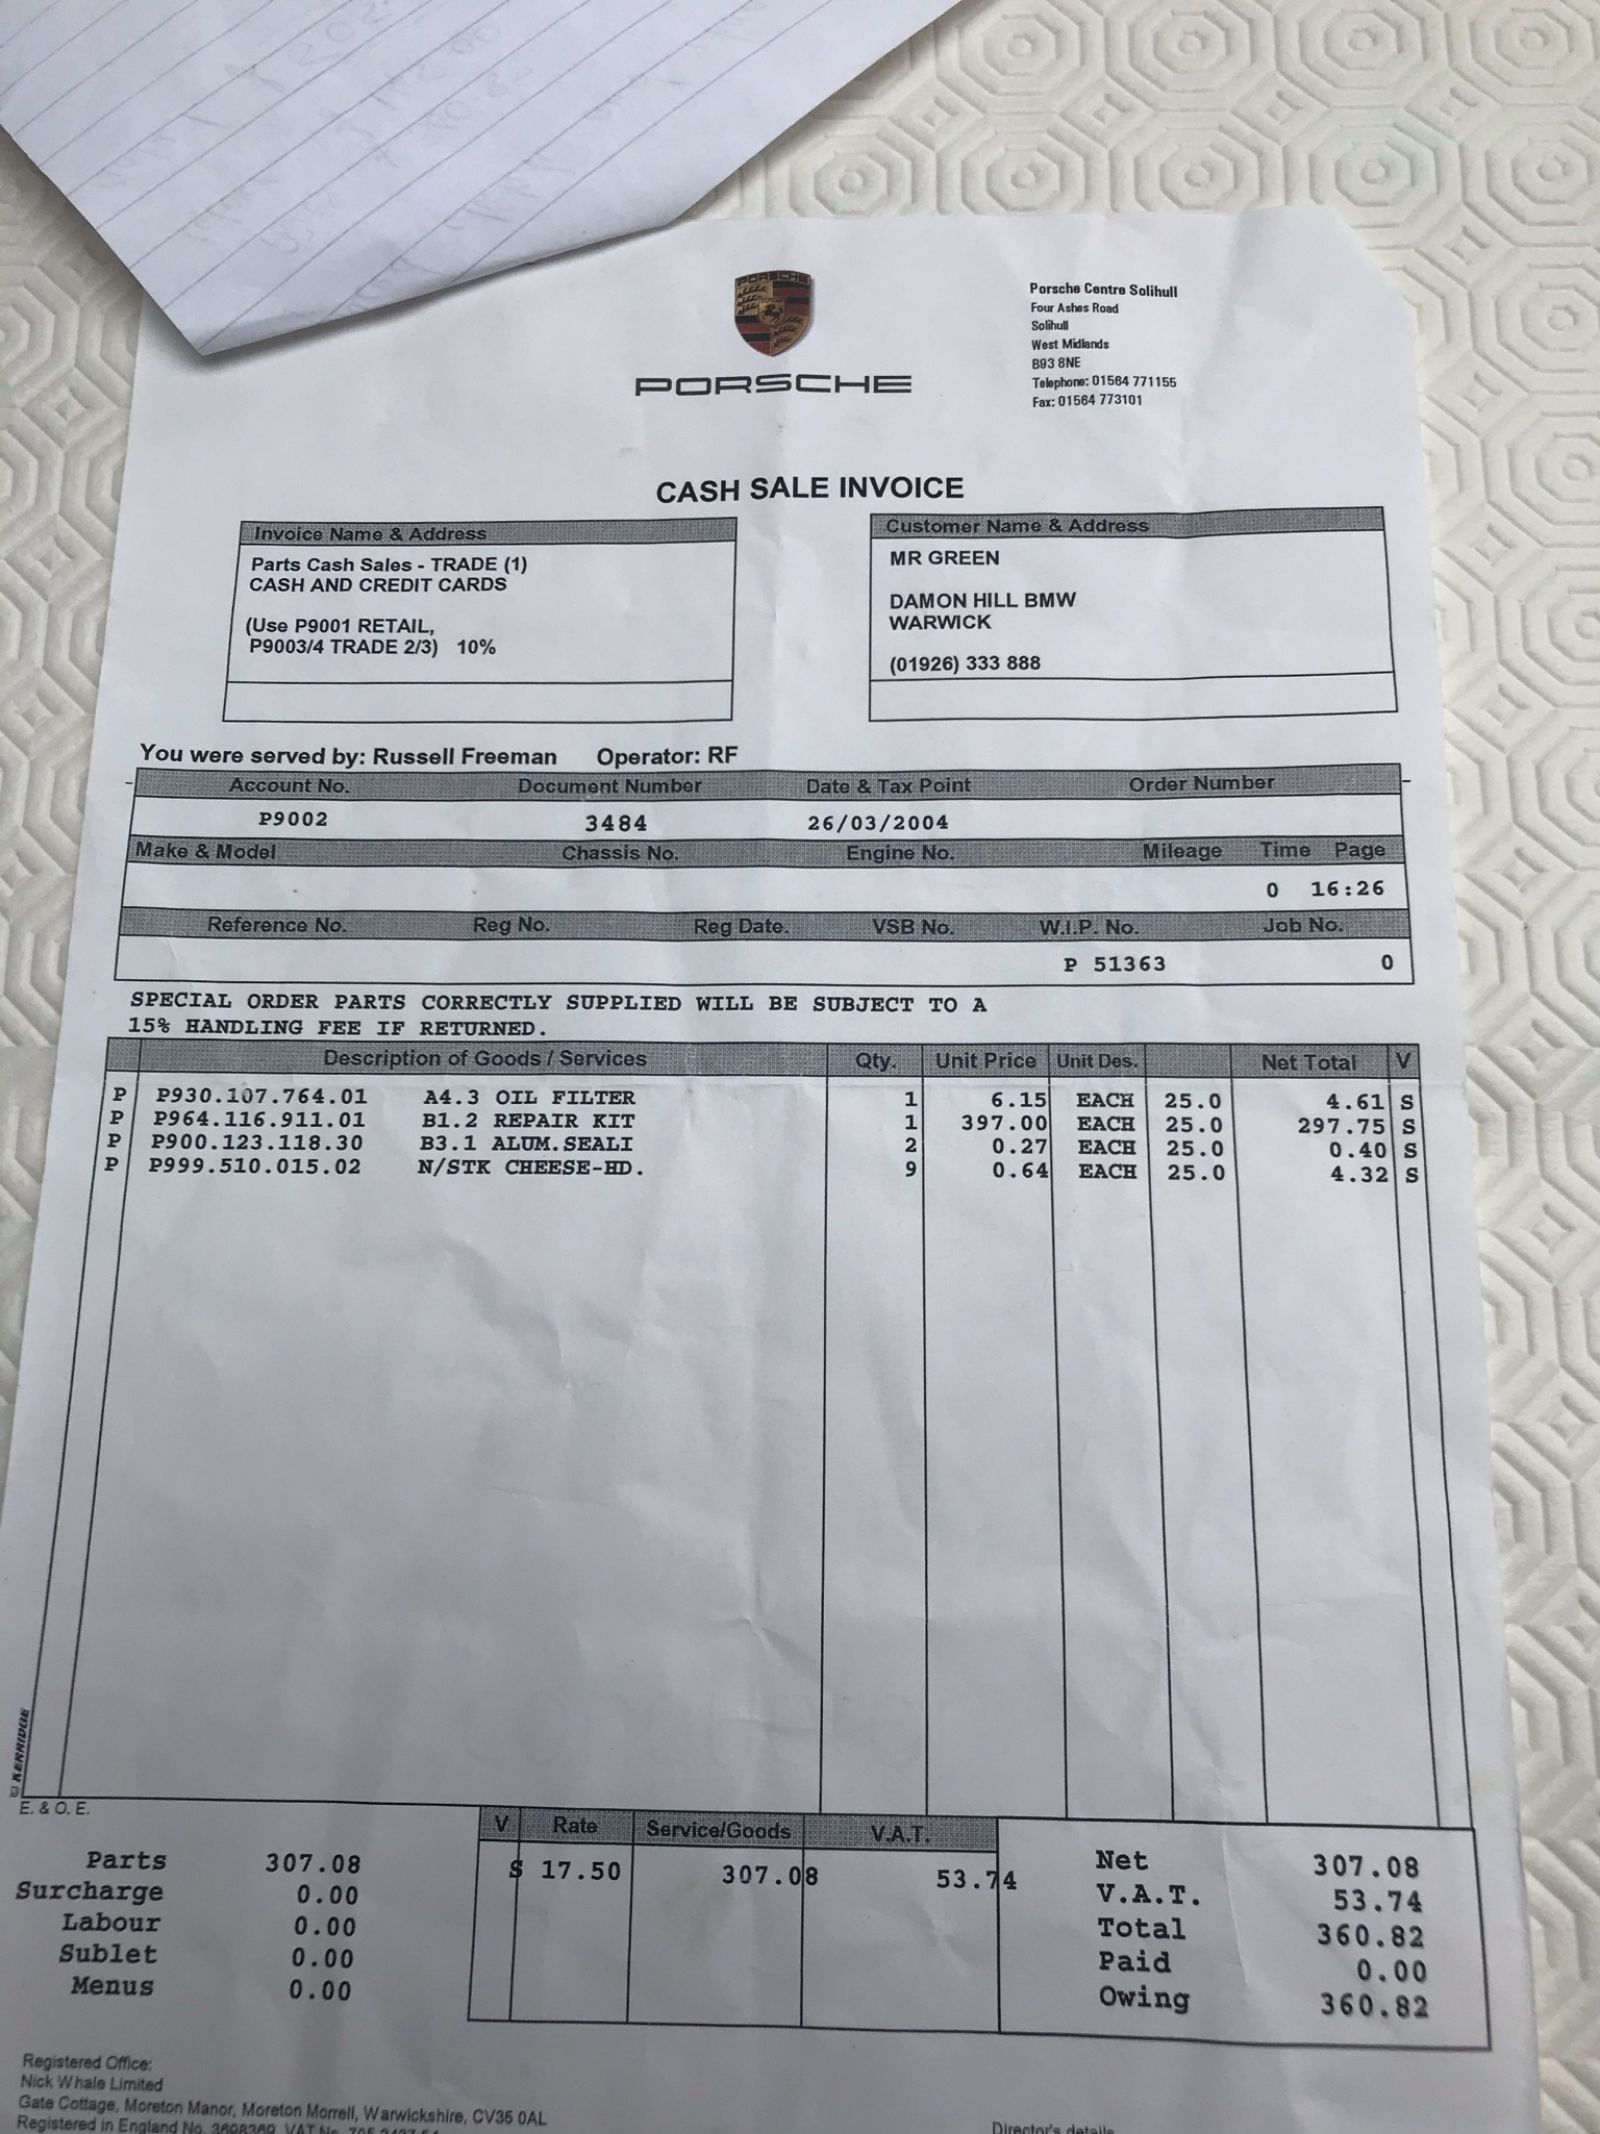 PORSCHE
PORSCHE
Porsche Centre Solihull
Four Ashes Road
Solihull
West Midlands
B93 8NE
Telephone: 01564 771155
Fax: 01564 773101
CASH SALE INVOICE
Invoice Name & Address
Parts Cash Sales - TRADE (1)
CASH AND CREDIT CARDS
(Use P9001 RETAIL,
P9003/4 TRADE 2/3) 10%
Customer Name & Address
MR GREEN
DAMON HILL BMW
WARWICK
(01926) 333 888
You were served by: Russell Freeman Operator: RF
Account No. Document Number Date & Tax Point Order Number
P9002 3484 26/03/2004
Make & Model Chassis No. Engine No. Mileage Time Page
0 16:26
Reference No. Reg No. Reg Date. VSB No. W.I.P. No. Job No.
P 51363 0
SPECIAL ORDER PARTS CORRECTLY SUPPLIED WILL BE SUBJECT TO A
15% HANDLING FEE IF RETURNED.
Description of Goods / Services Qty. Unit Price Unit Des. Net Total V
P P930.107.764.01 A4.3 OIL FILTER 1 6.15 EACH 25.0 4.61 S
P P964.116.911.01 B1.2 REPAIR KIT 1 397.00 EACH 25.0 297.75 S
P P900.123.118.30 B3.1 ALUM.SEALI 2 0.27 EACH 25.0 0.40 S
P P999.510.015.02 N/STK CHEESE-HD. 9 0.64 EACH 25.0 4.32 S
KERRIDGE
E. & O. E.
V Rate Service/Goods V.A.T.
S 17.50 307.08 53.74
Parts 307.08
Surcharge 0.00
Labour 0.00
Sublet 0.00
Menus 0.00
Net 307.08
V.A.T. 53.74
Total 360.82
Paid 0.00
Owing 360.82
Registered Office:
Nick Whale Limited
Gate Cottage, Moreton Manor, Moreton Morrell, Warwickshire, CV35 0AL
Registered in England No. 3698369 VAT No.
Director's details